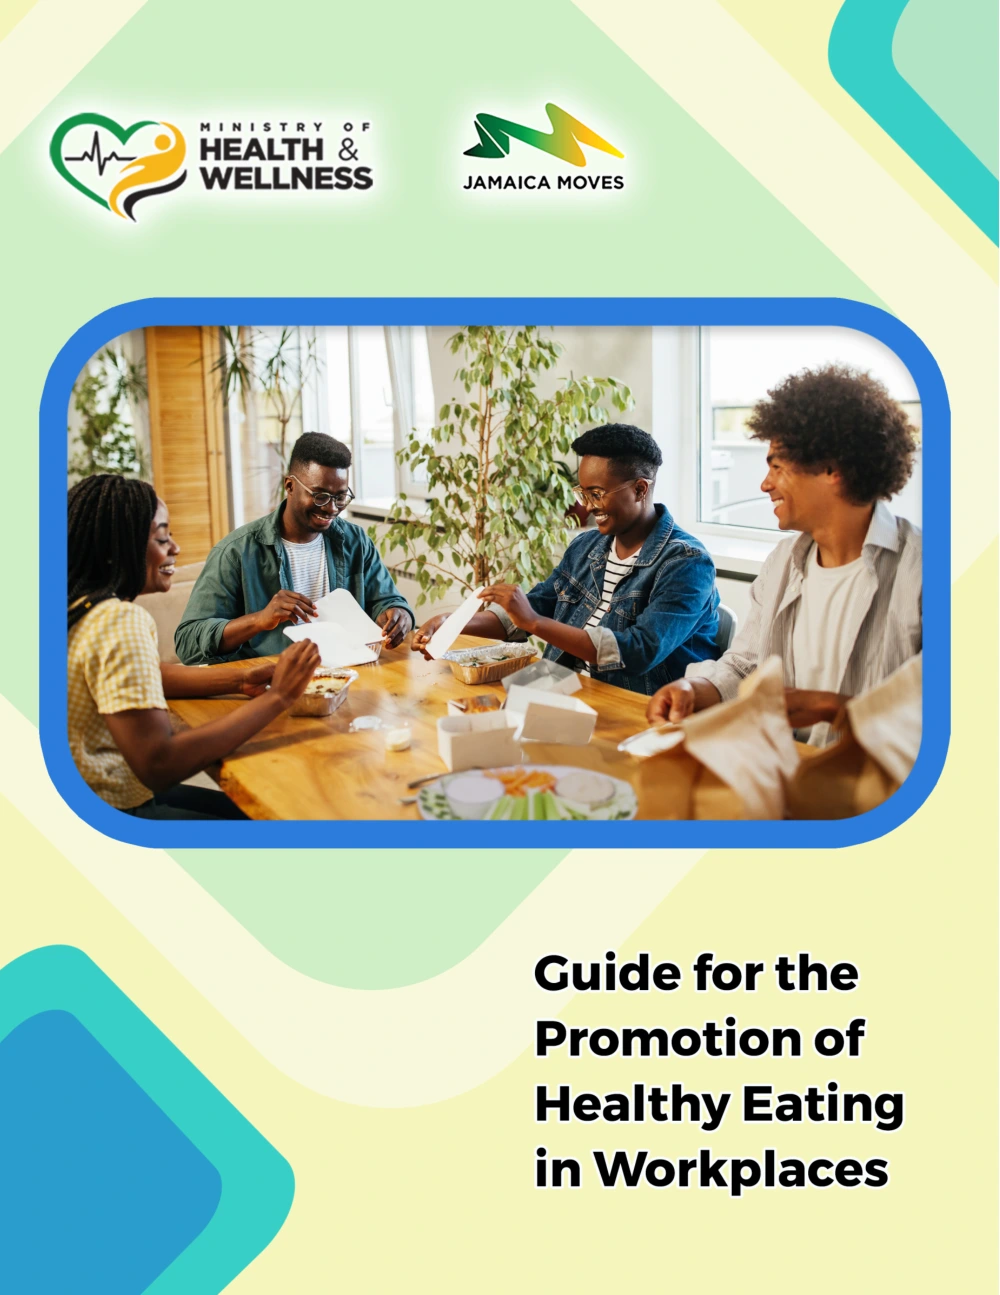 MINISTRY OF
HEALTH &
WELLNESS
JAMAICA MOVES
Guide for the
Promotion of
Healthy Eating
in Workplaces